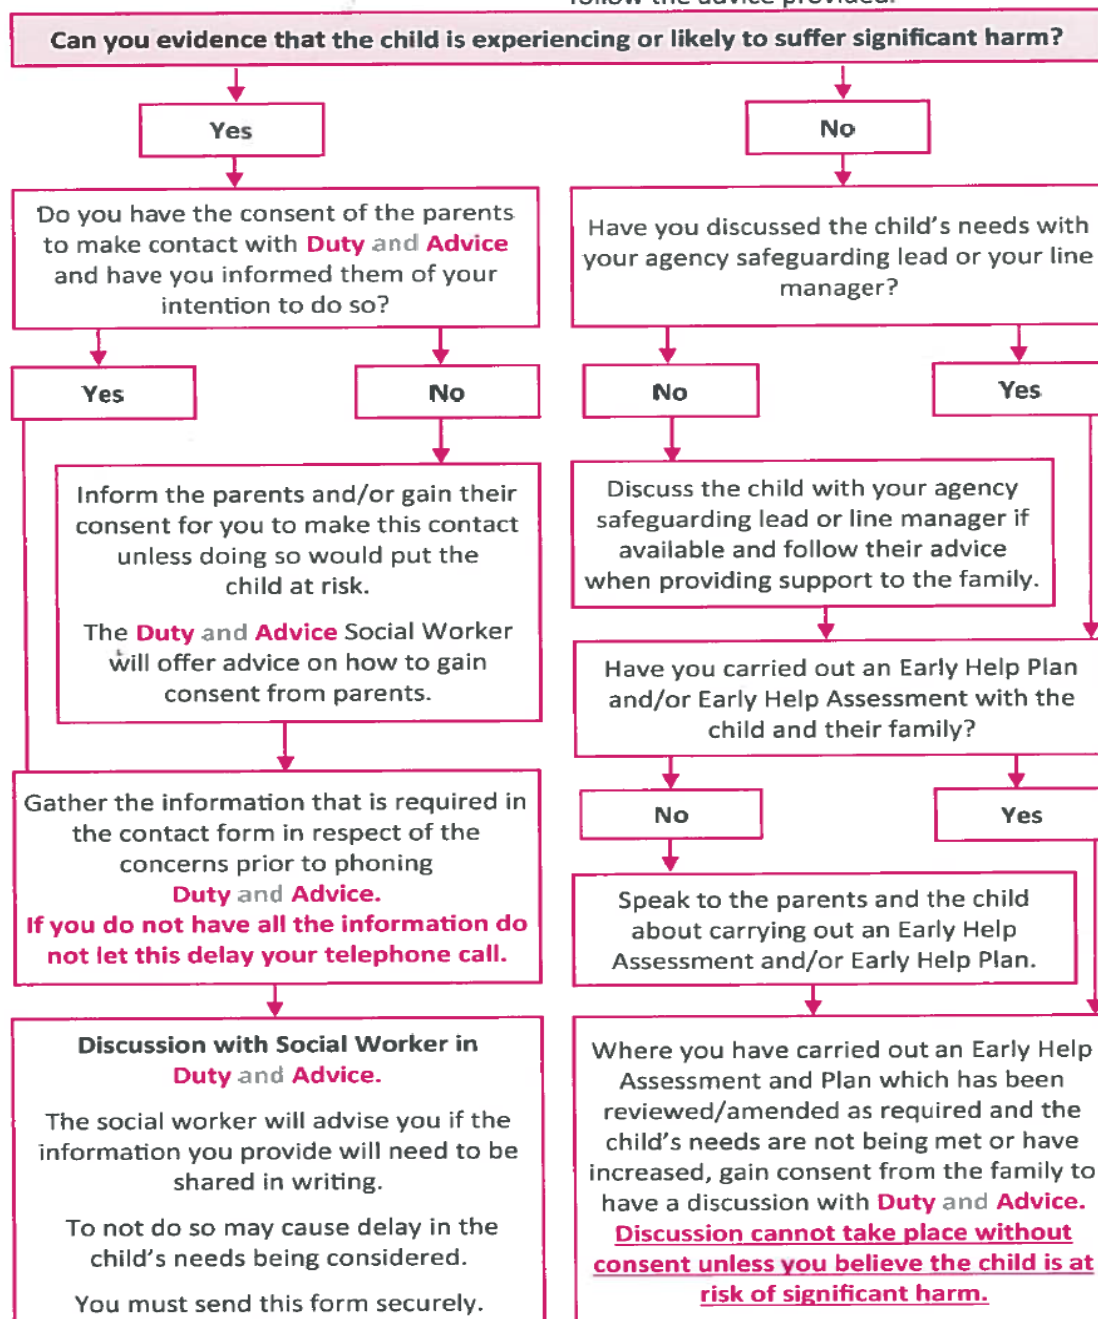 follow the advice provided.
Can you evidence that the child is experiencing or likely to suffer significant harm?
Yes
No
Do you have the consent of the parents
to make contact with Duty and Advice
and have you informed them of your
intention to do so?
Have you discussed the child's needs with
your agency safeguarding lead or your line
manager?
Yes
No
No
Yes
Inform the parents and/or gain their
consent for you to make this contact
unless doing so would put the
child at risk.
The Duty and Advice Social Worker
will offer advice on how to gain
consent from parents.
Discuss the child with your agency
safeguarding lead or line manager if
available and follow their advice
when providing support to the family.
Have you carried out an Early Help Plan
and/or Early Help Assessment with the
child and their family?
Gather the information that is required in
the contact form in respect of the
concerns prior to phoning
Duty and Advice.
If you do not have all the information do
not let this delay your telephone call.
No
Yes
Speak to the parents and the child
about carrying out an Early Help
Assessment and/or Early Help Plan.
Discussion with Social Worker in
Duty and Advice.
The social worker will advise you if the
information you provide will need to be
shared in writing.
To not do so may cause delay in the
child's needs being considered.
You must send this form securely.
Where you have carried out an Early Help
Assessment and Plan which has been
reviewed/amended as required and the
child's needs are not being met or have
increased, gain consent from the family to
have a discussion with Duty and Advice.
Discussion cannot take place without
consent unless you believe the child is at
risk of significant harm.